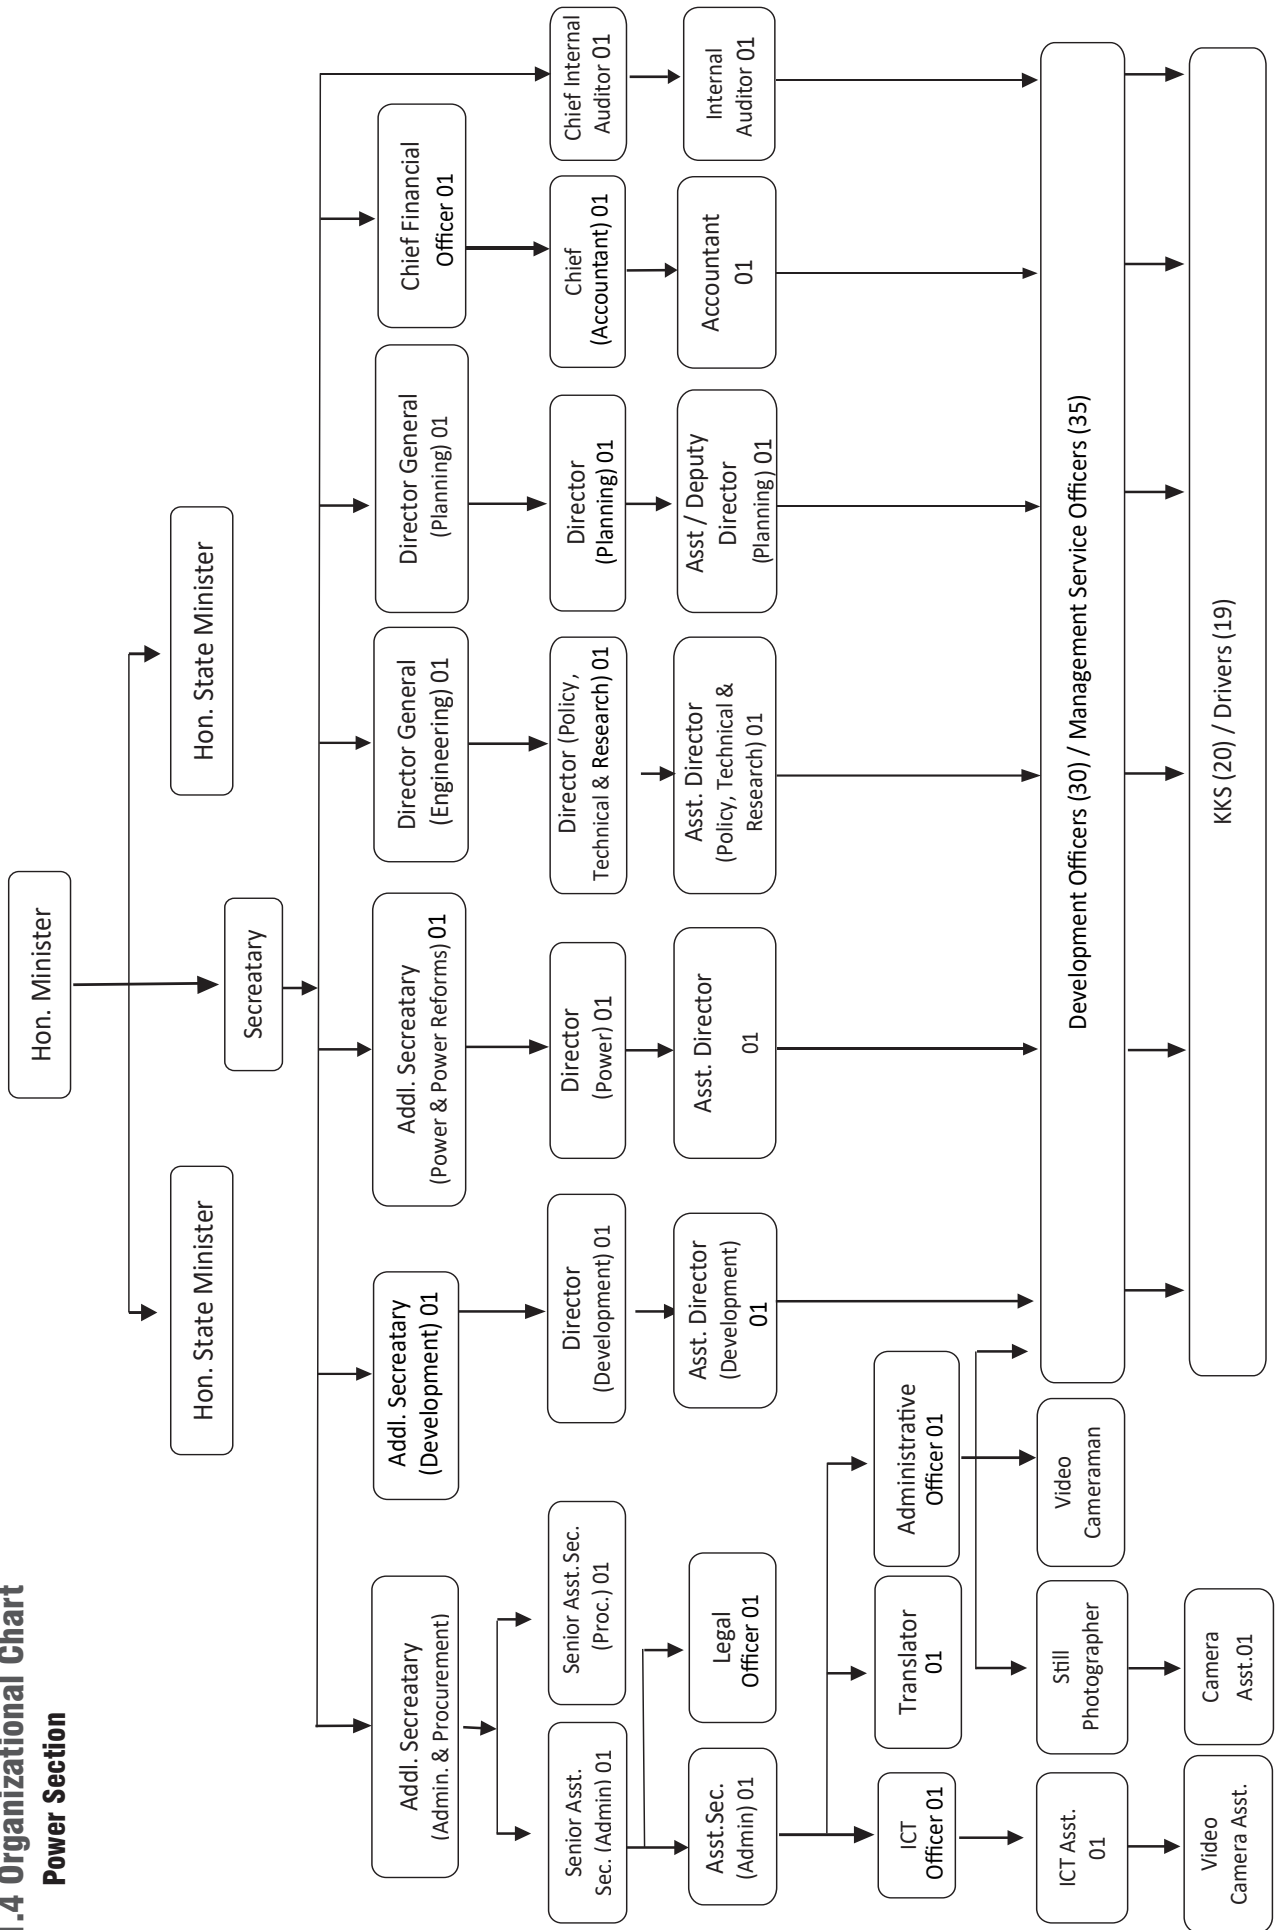 1.4 Organizational Chart
Power Section
Hon. Minister
Hon. State Minister
Hon. State Minister
Secreatary
Addl. Secreatary
(Admin. & Procurement)
Addl. Secreatary
(Development) 01
Addl. Secreatary
(Power & Power Reforms) 01
Director General
(Engineering) 01
Director General
(Planning) 01
Chief Financial
Officer 01
Senior Asst.
Sec. (Admin) 01
Senior Asst.Sec.
(Proc.) 01
Director
(Development) 01
Director
(Power) 01
Director (Policy,
Technical & Research) 01
Director
(Planning) 01
Chief
(Accountant) 01
Chief Internal
Auditor 01
Asst.Sec.
(Admin) 01
Legal
Officer 01
Asst. Director
(Development)
01
Asst. Director
01
Asst. Director
(Policy, Technical &
Research) 01
Asst / Deputy
Director
(Planning ) 01
Accountant
01
Internal
Auditor 01
ICT
Officer 01
Translator
01
Administrative
Officer 01
ICT Asst.
01
Still
Photographer
Video
Cameraman
Development Officers (30) / Management Service Officers (35)
Video
Camera Asst.
Camera
Asst.01
KKS (20) / Drivers (19)